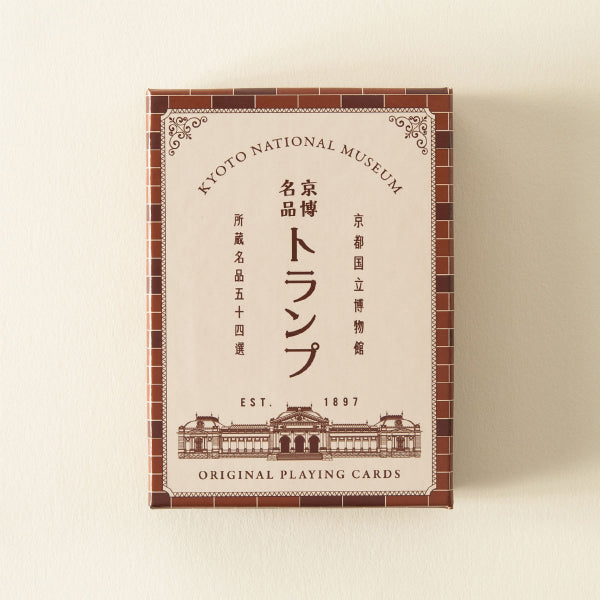 KYOTO NATIONAL MUSEUM
京博
名品
トランプ
京都国立博物館
所蔵名品五十四選
EST. 1897
ORIGINAL PLAYING CARDS